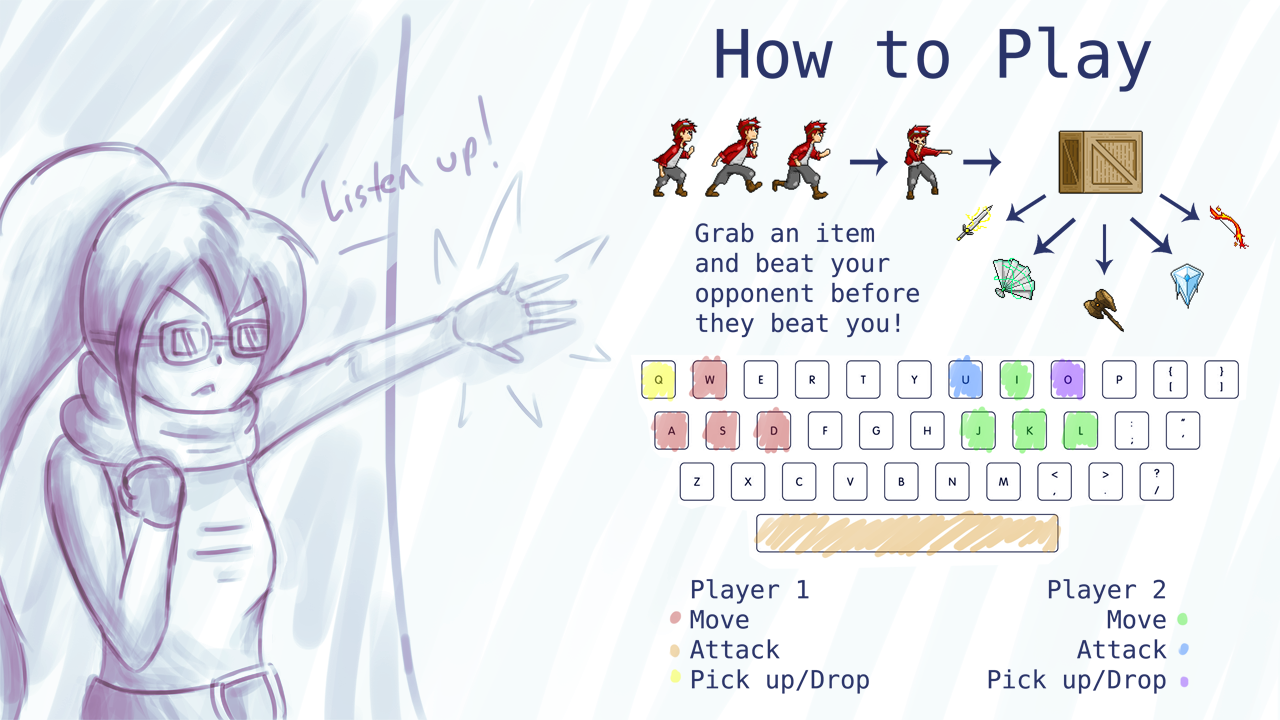 Listen up!
How to Play
Grab an item
and beat your
opponent before
they beat you!
Q W E R T Y U I O P { [ } ]
A S D F G H J K L : ; " ,
Z X C V B N M < , > . ? /
Player 1
Move
Attack
Pick up/Drop
Player 2
Move
Attack
Pick up/Drop